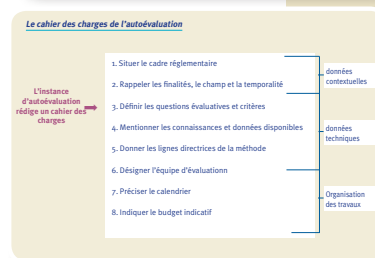 Le cahier des charges de l'autoévaluation
1. Situer le cadre réglementaire
2. Rappeler les finalités, le champ et la temporalité
3. Définir les questions évaluatives et critères
4. Mentionner les connaissances et données disponibles
5. Donner les lignes directrices de la méthode
6. Désigner l'équipe d'évaluationn
7. Préciser le calendrier
8. Indiquer le budget indicatif
L'instance
d'autoévaluation
rédige un cahier des
charges
données
contextuelles
données
techniques
Organisation
des travaux